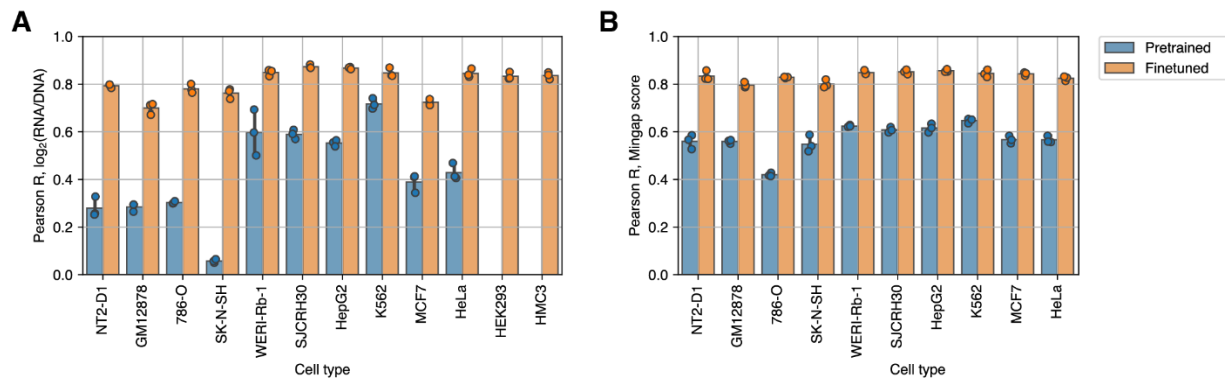 A
Pearson R, log₂(RNA/DNA)
1.0
0.8
0.6
0.4
0.2
0.0
NT2-D1
GM12878
786-O
SK-N-SH
WERI-Rb-1
SJCRH30
HepG2
K562
MCF7
HeLa
HEK293
HMC3
Cell type
B
Pearson R, Mingap score
1.0
0.8
0.6
0.4
0.2
0.0
NT2-D1
GM12878
786-O
SK-N-SH
WERI-Rb-1
SJCRH30
HepG2
K562
MCF7
HeLa
Cell type
Pretrained
Finetuned